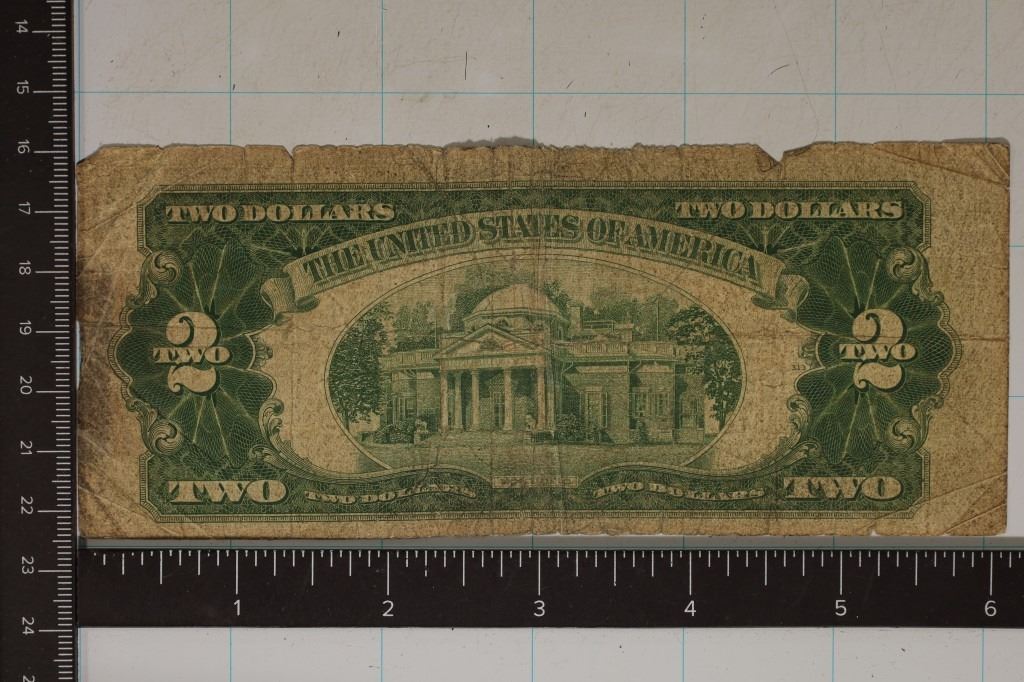 14
15
16
17
18
19
20
21
22
23
24
TWO DOLLARS
TWO DOLLARS
THE UNITED STATES OF AMERICA
2
TWO
2
TWO
TWO
TWO DOLLARS
TWO DOLLARS
TWO
1 2 3 4 5 6